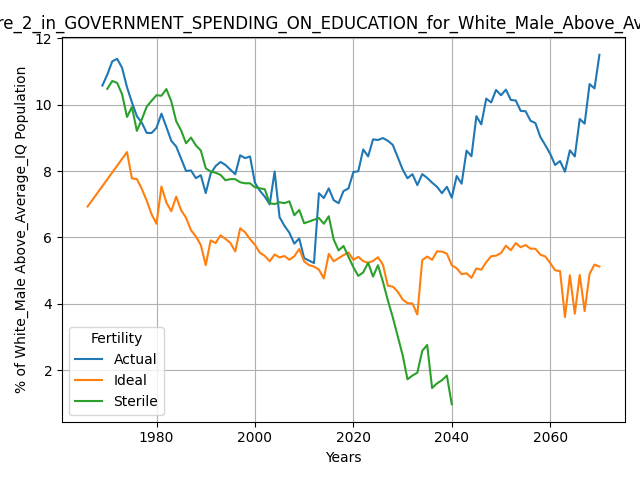 re_2_in_GOVERNMENT_SPENDING_ON_EDUCATION_for_White_Male_Above_Av
% of White_Male Above_Average_IQ Population
12
10
8
6
4
2
Fertility
Actual
Ideal
Sterile
1980
2000
2020
2040
2060
Years